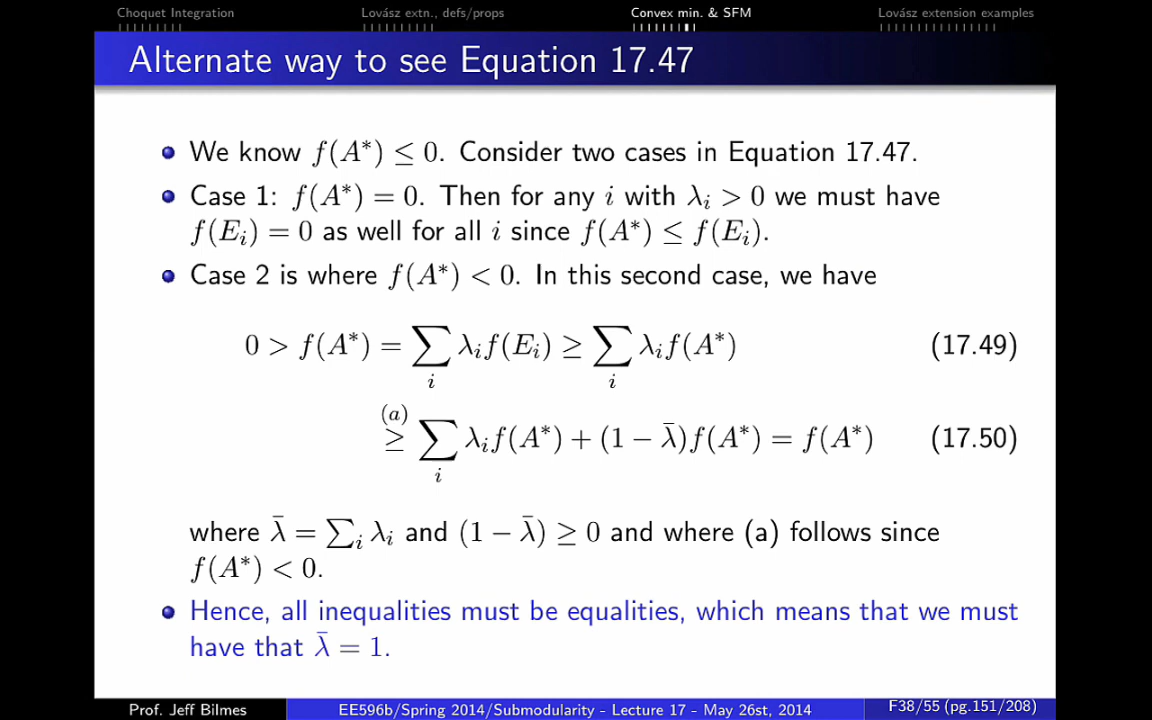 Choquet Integration Lovász extn., defs/props Convex min. & SFM Lovász extension examples
Alternate way to see Equation 17.47
We know f(A*) ≤ 0. Consider two cases in Equation 17.47.
Case 1: f(A*) = 0. Then for any i with λᵢ > 0 we must have
f(Eᵢ) = 0 as well for all i since f(A*) ≤ f(Eᵢ).
Case 2 is where f(A*) < 0. In this second case, we have
0 > f(A*) = ∑ᵢ λᵢf(Eᵢ) ≥ ∑ᵢ λᵢf(A*) (17.49)
(a) ≥ ∑ᵢ λᵢf(A*) + (1 − λ̄)f(A*) = f(A*) (17.50)
where λ̄ = ∑ᵢ λᵢ and (1 − λ̄) ≥ 0 and where (a) follows since
f(A*) < 0.
Hence, all inequalities must be equalities, which means that we must
have that λ̄ = 1.
Prof. Jeff Bilmes EE596b/Spring 2014/Submodularity - Lecture 17 - May 26st, 2014 F38/55 (pg.151/208)